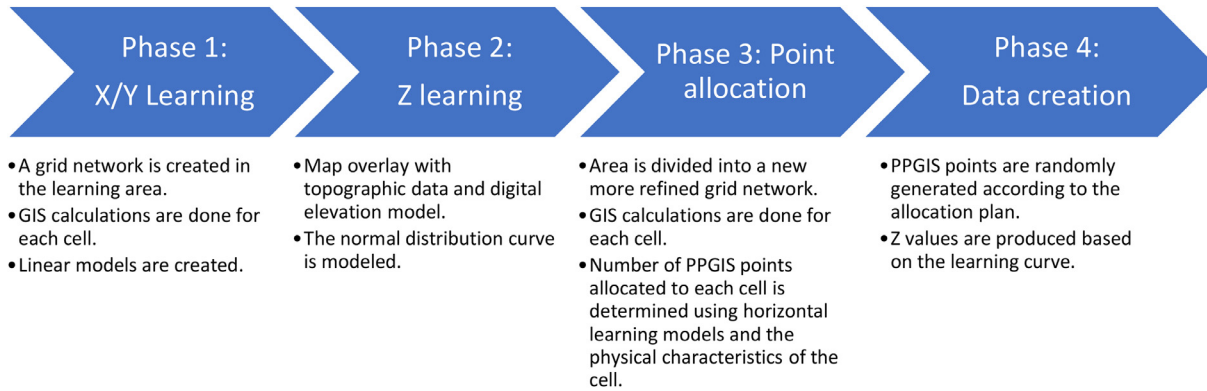 Phase 1:
X/Y Learning
•A grid network is created in
the learning area.
•GIS calculations are done for
each cell.
•Linear models are created.
Phase 2:
Z learning
•Map overlay with
topographic data and digital
elevation model.
•The normal distribution curve
is modeled.
Phase 3: Point
allocation
•Area is divided into a new
more refined grid network.
•GIS calculations are done for
each cell.
•Number of PPGIS points
allocated to each cell is
determined using horizontal
learning models and the
physical characteristics of the
cell.
Phase 4:
Data creation
•PPGIS points are randomly
generated according to the
allocation plan.
•Z values are produced based
on the learning curve.